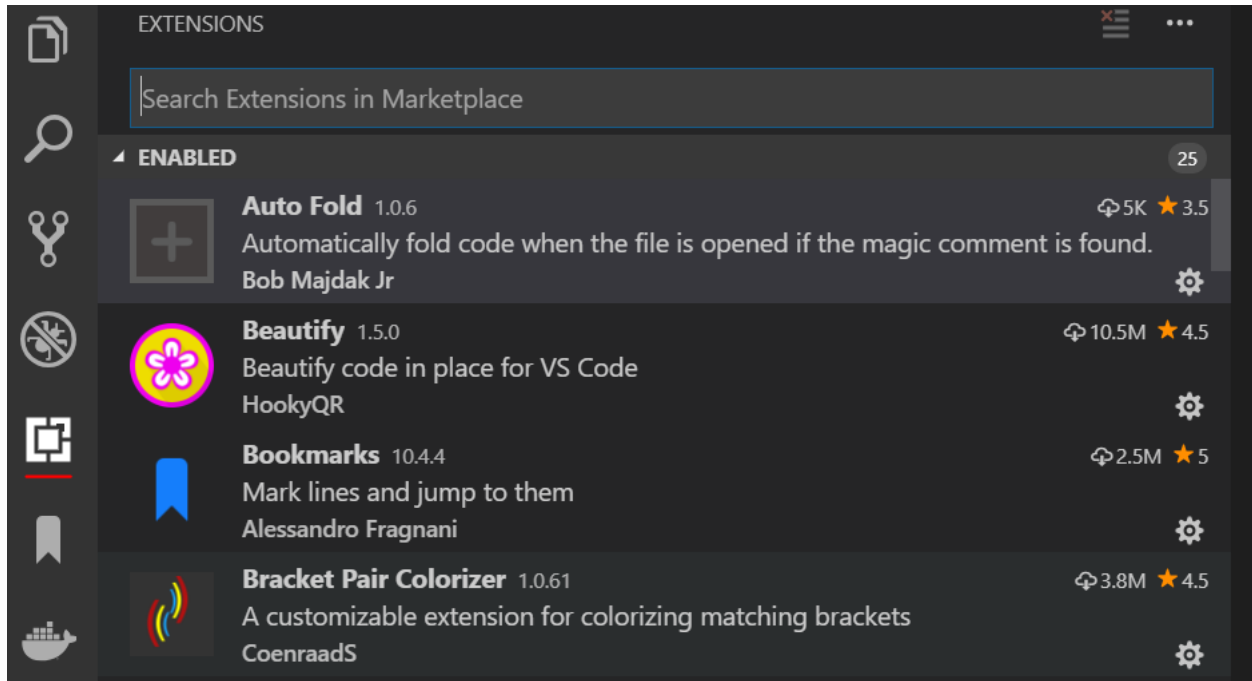 EXTENSIONS
Search Extensions in Marketplace
ENABLED 25
Auto Fold 1.0.6 5K 3.5
Automatically fold code when the file is opened if the magic comment is found.
Bob Majdak Jr
Beautify 1.5.0 10.5M 4.5
Beautify code in place for VS Code
HookyQR
Bookmarks 10.4.4 2.5M 5
Mark lines and jump to them
Alessandro Fragnani
Bracket Pair Colorizer 1.0.61 3.8M 4.5
A customizable extension for colorizing matching brackets
CoenraadS